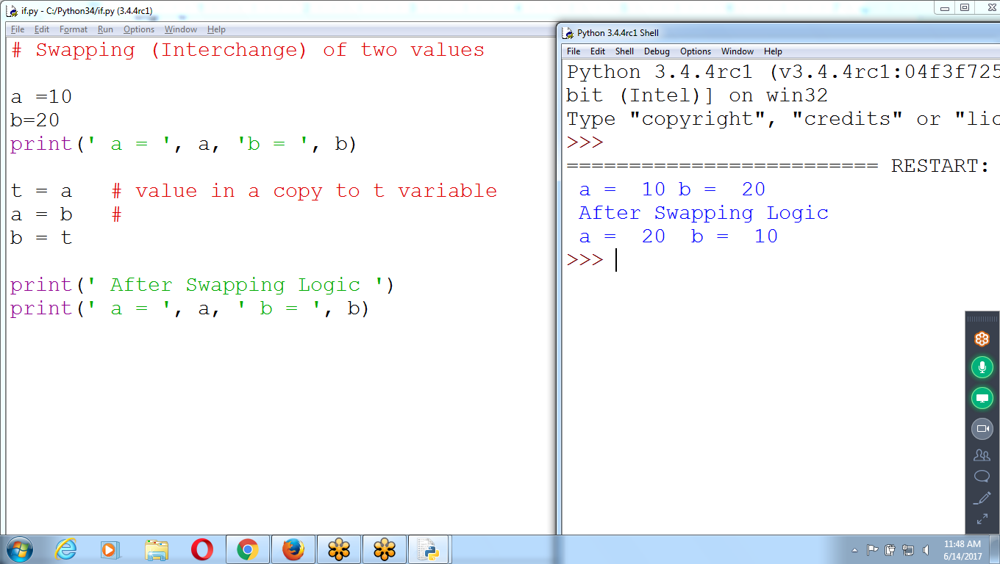 if.py - C:/Python34/if.py (3.4.4rc1)
File Edit Format Run Options Window Help
# Swapping (Interchange) of two values
a =10
b=20
print(' a = ', a, 'b = ', b)
t = a   # value in a copy to t variable
a = b   #
b = t
print(' After Swapping Logic ')
print(' a = ', a, ' b = ', b)
Python 3.4.4rc1 Shell
File Edit Shell Debug Options Window Help
Python 3.4.4rc1 (v3.4.4rc1:04f3f725
bit (Intel)] on win32
Type "copyright", "credits" or "lic
>>>
========================= RESTART:
 a =  10 b =  20
 After Swapping Logic
 a =  20  b =  10
>>>
11:48 AM
6/14/2017